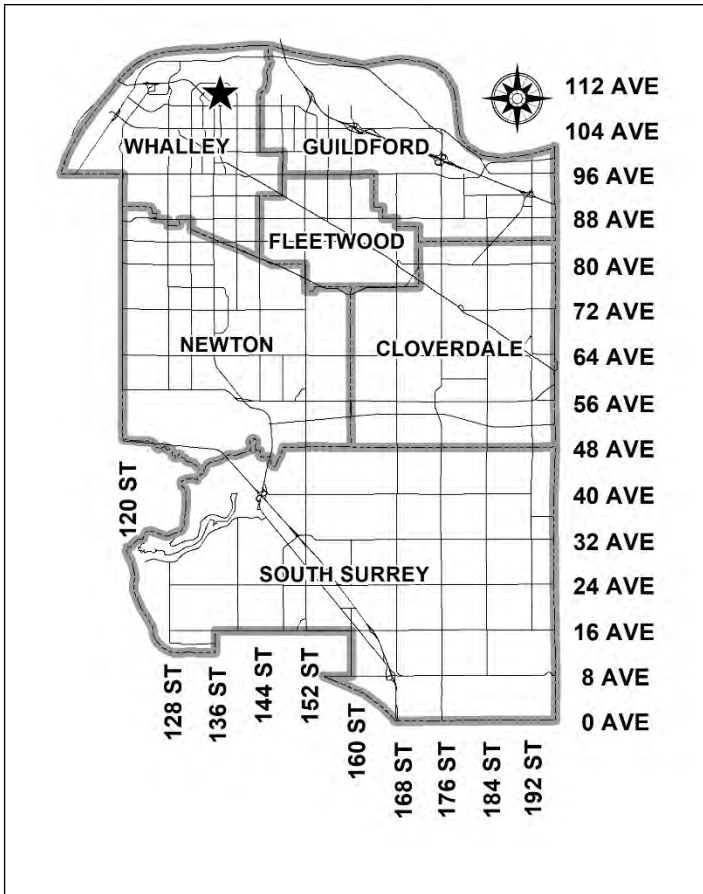 112 AVE
104 AVE
WHALLEY
GUILDFORD
96 AVE
88 AVE
FLEETWOOD
80 AVE
72 AVE
NEWTON
CLOVERDALE
64 AVE
56 AVE
48 AVE
120 ST
40 AVE
32 AVE
SOUTH SURREY
24 AVE
16 AVE
128 ST
136 ST
144 ST
152 ST
8 AVE
160 ST
0 AVE
168 ST
176 ST
184 ST
192 ST